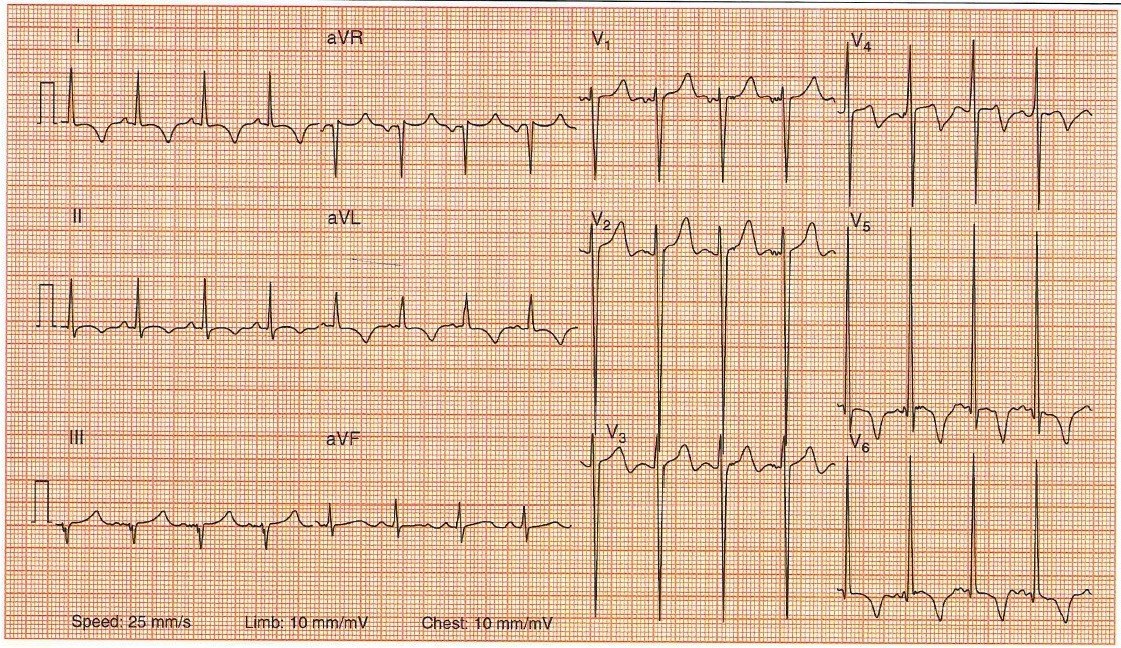 I aVR V1 V4
II aVL V2 V5
III aVF V3 V6
Speed: 25 mm/s Limb: 10 mm/mV Chest: 10 mm/mV